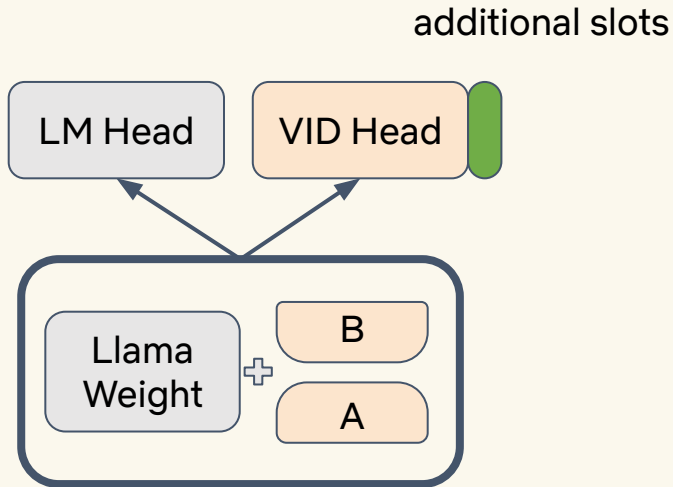 additional slots
LM Head
VID Head
Llama
Weight
B
A